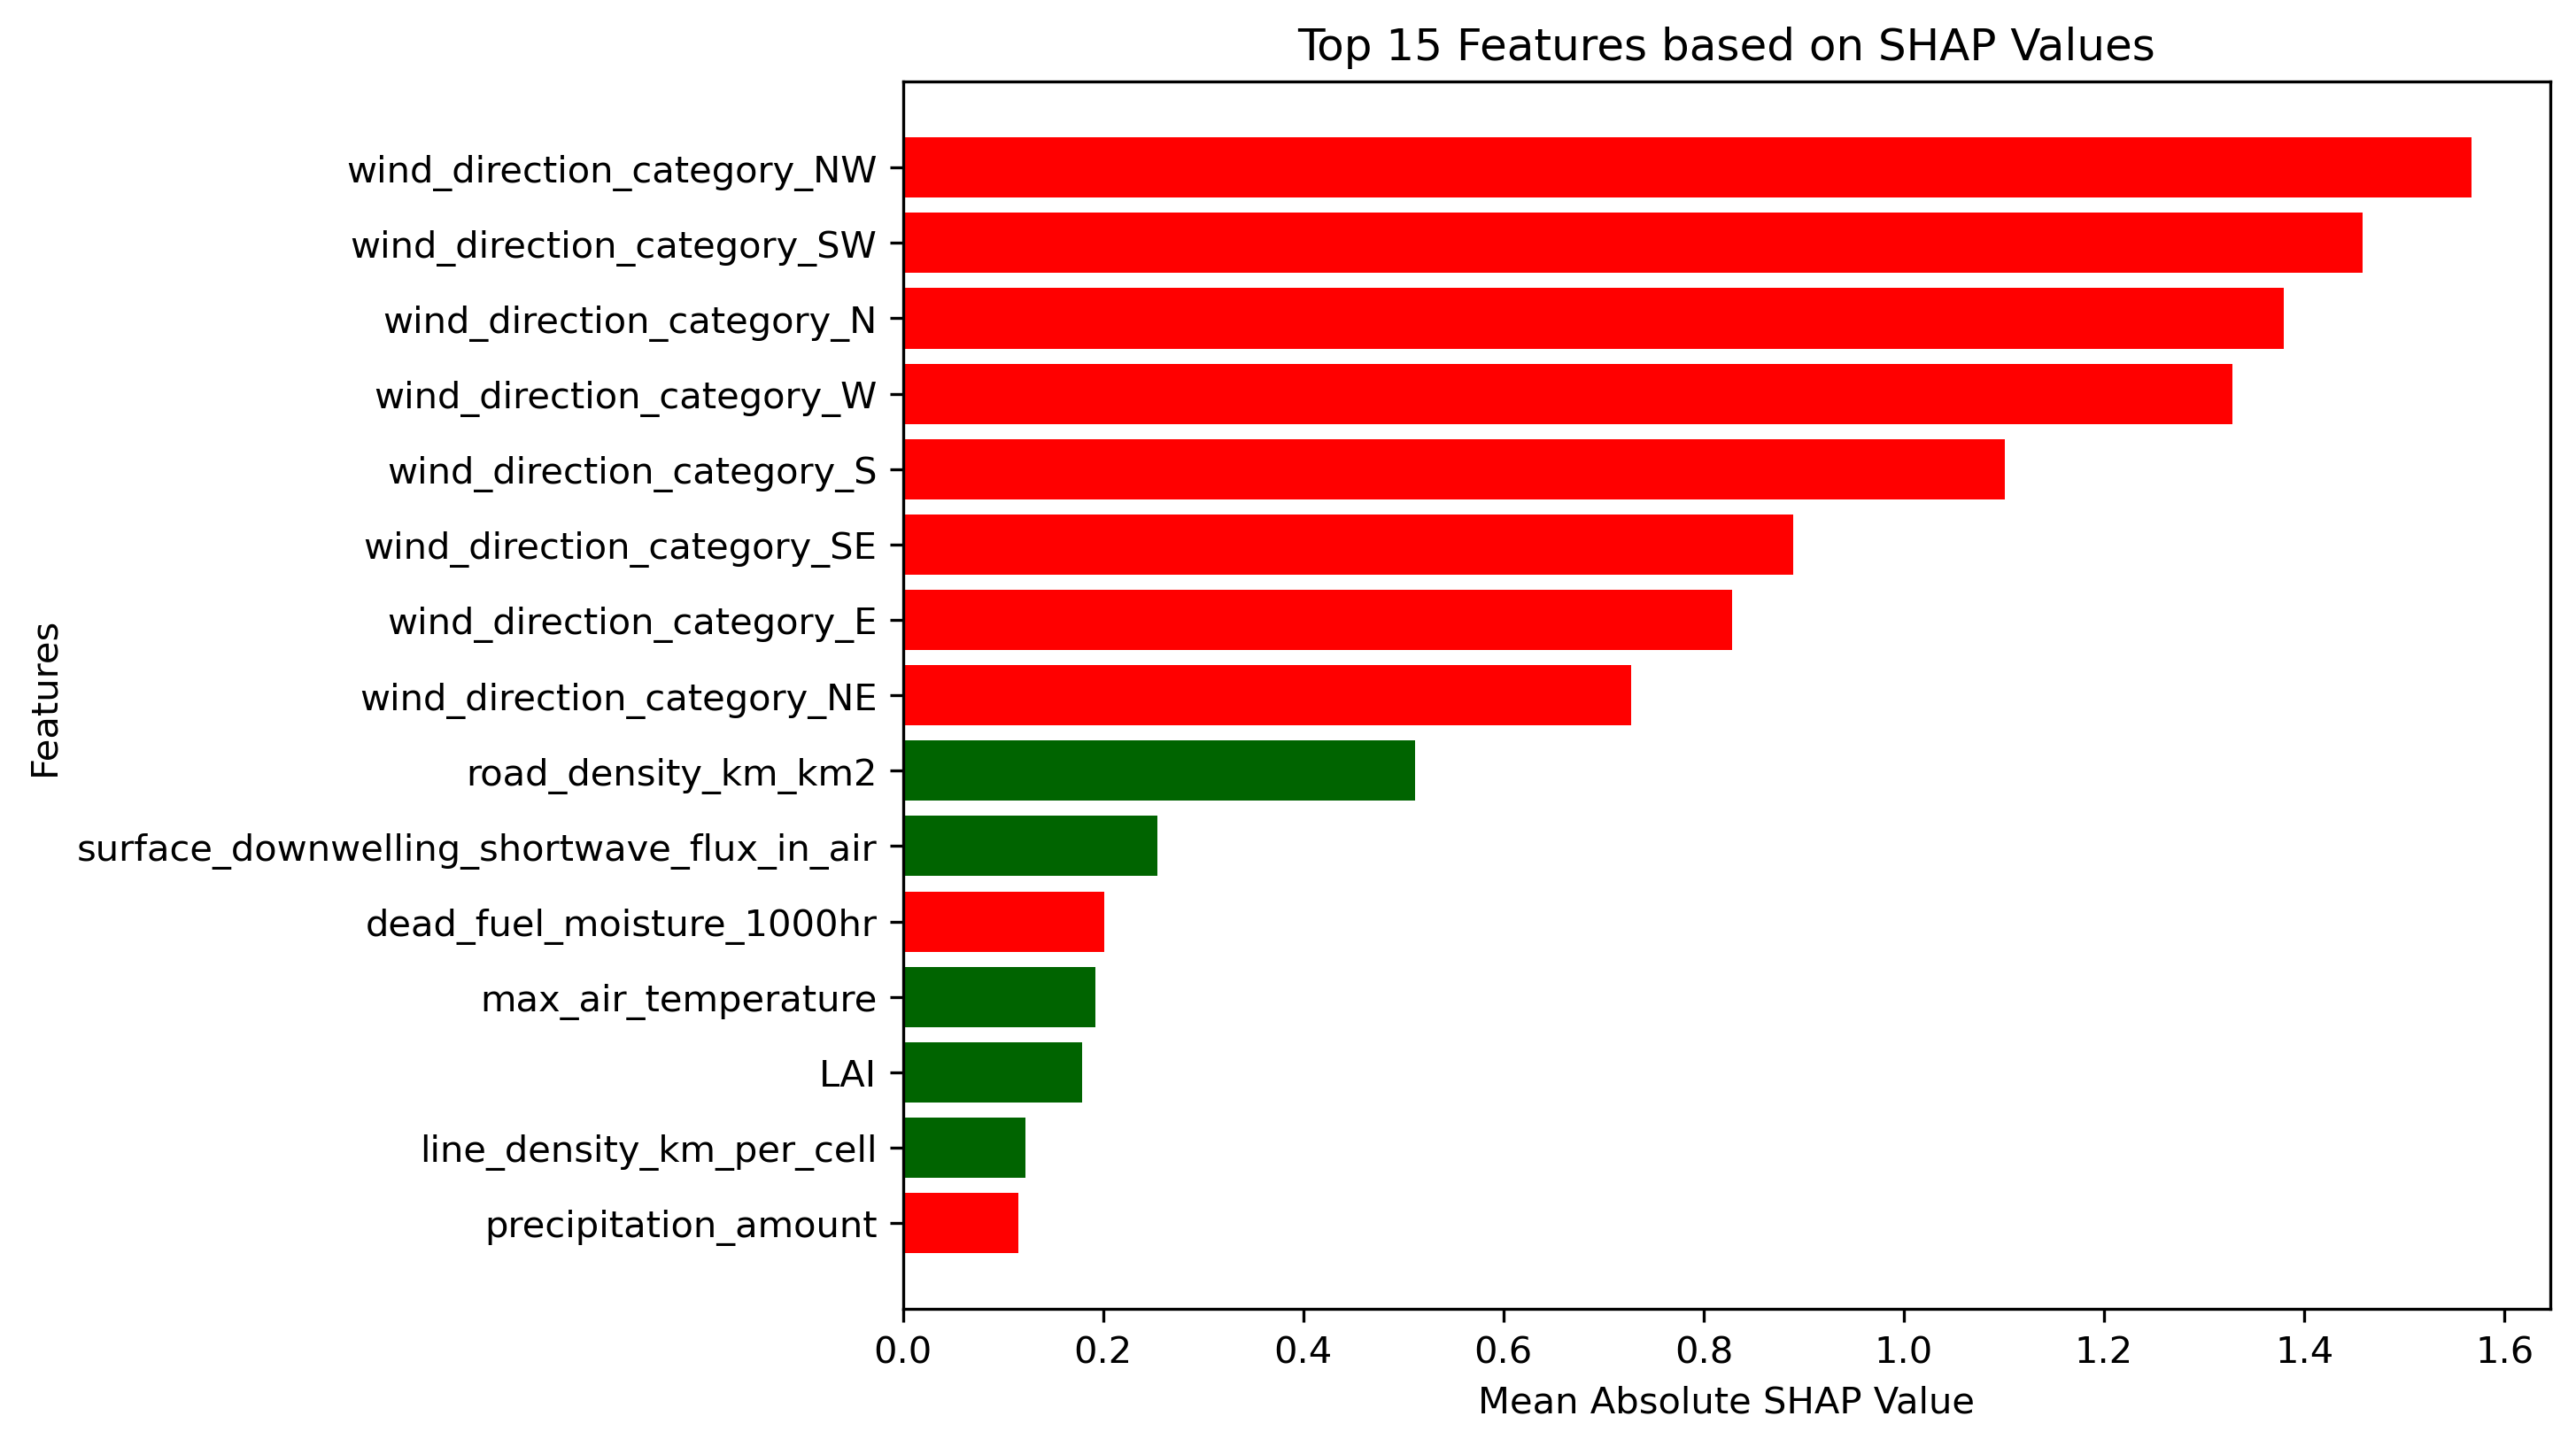 Top 15 Features based on SHAP Values
wind_direction_category_NW
wind_direction_category_SW
wind_direction_category_N
wind_direction_category_W
wind_direction_category_S
wind_direction_category_SE
wind_direction_category_E
wind_direction_category_NE
road_density_km_km2
surface_downwelling_shortwave_flux_in_air
dead_fuel_moisture_1000hr
max_air_temperature
LAI
line_density_km_per_cell
precipitation_amount
Features
0.0 0.2 0.4 0.6 0.8 1.0 1.2 1.4 1.6
Mean Absolute SHAP Value